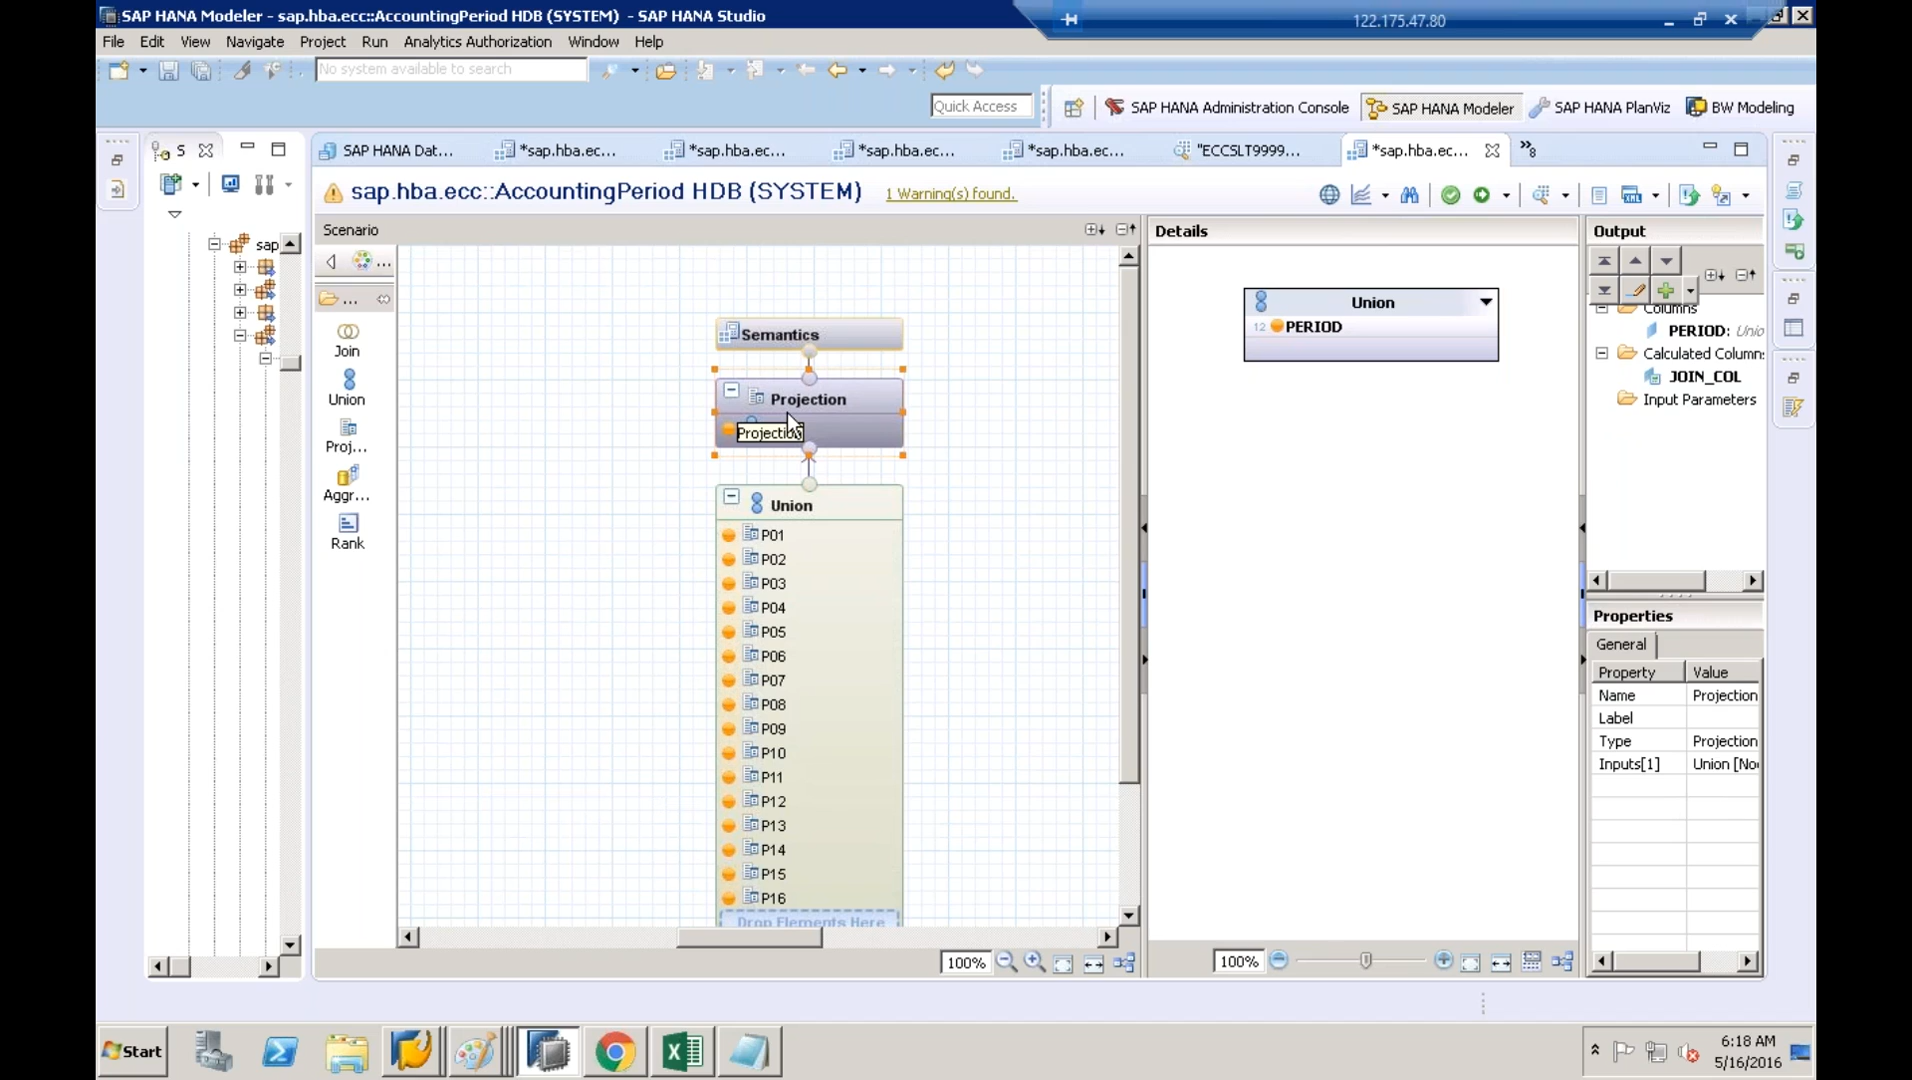 SAP HANA Modeler - sap.hba.ecc::AccountingPeriod HDB (SYSTEM) - SAP HANA Studio
122.175.47.80
File Edit View Navigate Project Run Analytics Authorization Window Help
No system available to search
Quick Access
SAP HANA Administration Console
SAP HANA Modeler
SAP HANA PlanViz
BW Modeling
S
SAP HANA Dat...
*sap.hba.ec...
*sap.hba.ec...
*sap.hba.ec...
*sap.hba.ec...
"ECCSLT9999...
*sap.hba.ec...
»8
sap.hba.ecc::AccountingPeriod HDB (SYSTEM)
1 Warning(s) found.
Scenario
Details
Output
sap
...
...
Join
Union
Proj...
Aggr...
Rank
Semantics
Projection
Projection
Union
P01
P02
P03
P04
P05
P06
P07
P08
P09
P10
P11
P12
P13
P14
P15
P16
Drop Elements Here
100%
Union
12 PERIOD
100%
Columns
PERIOD: Unio
Calculated Column:
JOIN_COL
Input Parameters
Properties
General
Property Value
Name Projection
Label
Type Projection
Inputs[1] Union [No
Start
6:18 AM
5/16/2016